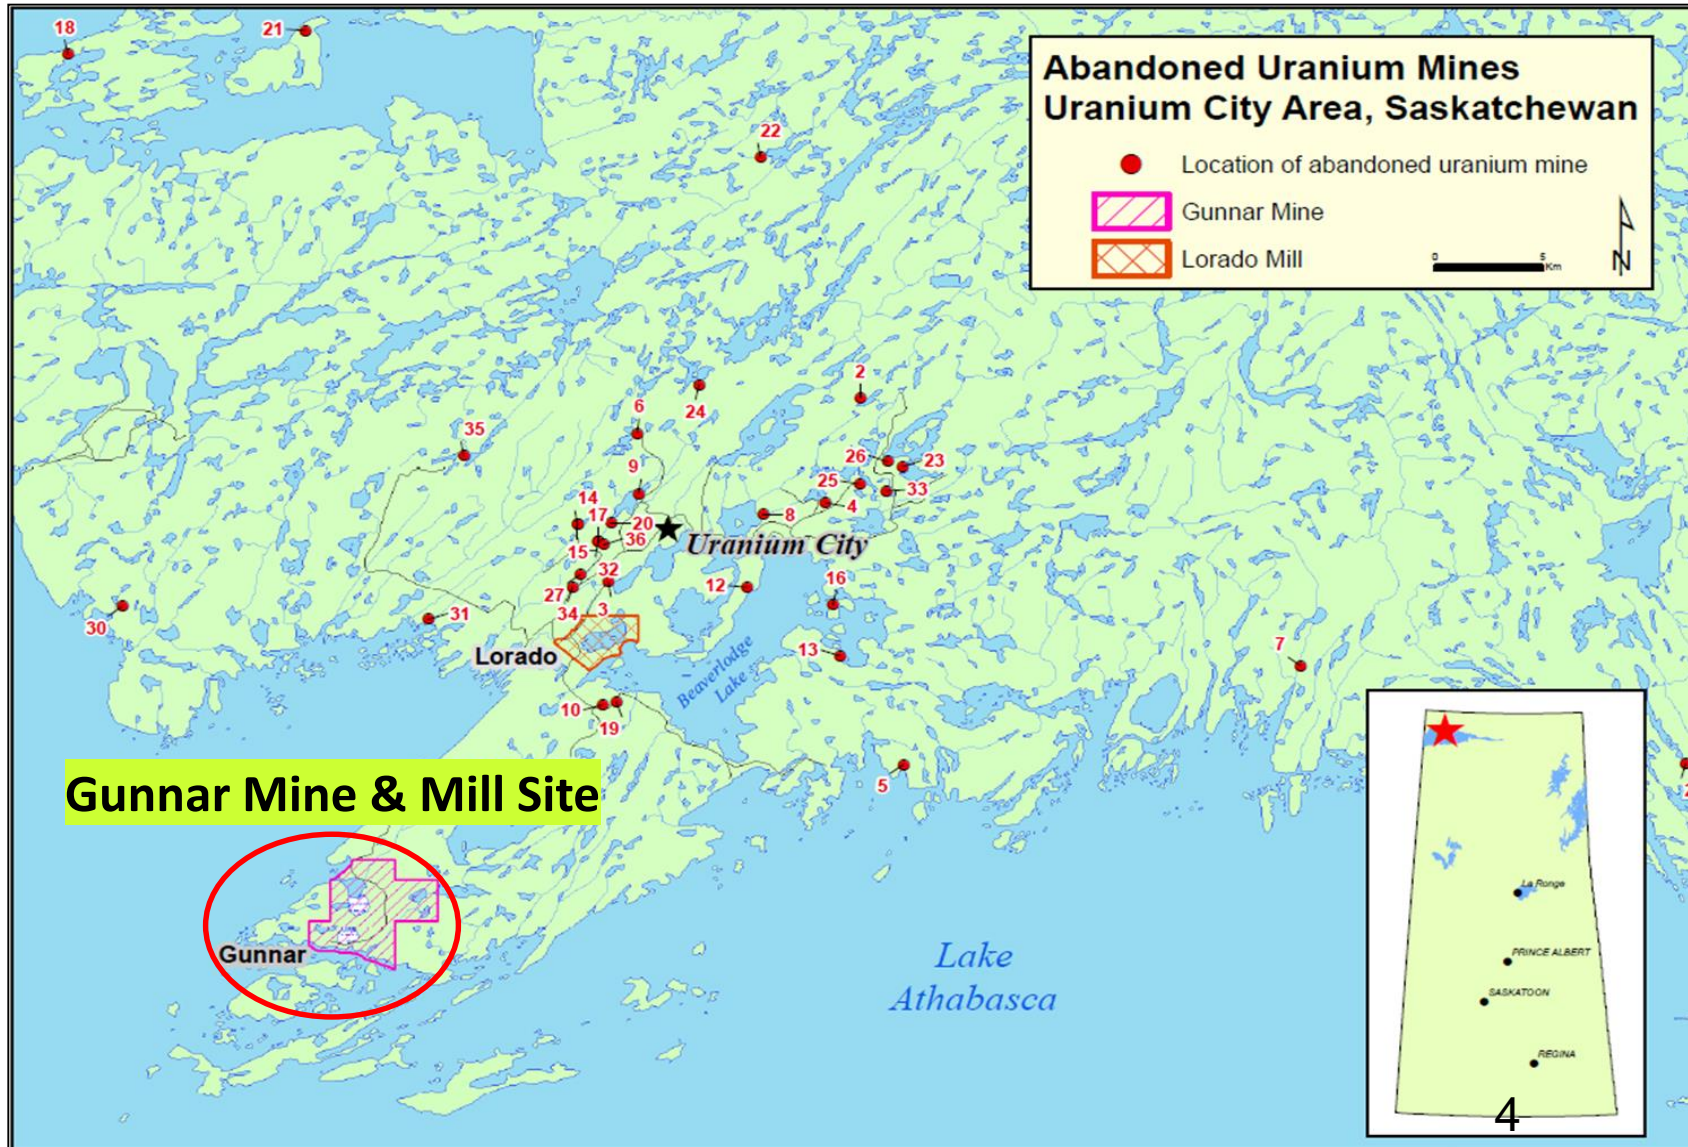 18
21
Abandoned Uranium Mines
Uranium City Area, Saskatchewan
Location of abandoned uranium mine
Gunnar Mine
Lorado Mill
0 5
Km
N
22
2
24
6
35
9
26
23
25
33
14
17
20
4
8
15
36
Uranium City
32
12
16
27
34
3
30
31
Lorado
13
7
Beaverlodge
Lake
10
19
5
Gunnar Mine & Mill Site
Gunnar
Lake
Athabasca
La Ronge
PRINCE ALBERT
SASKATOON
REGINA
4